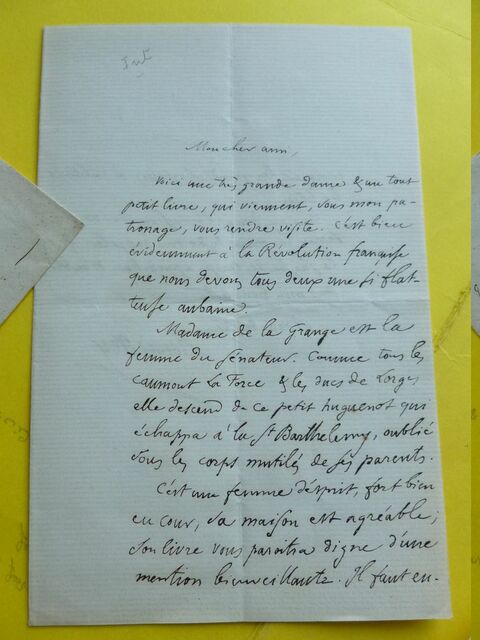 Mon cher ami,
Voici une très grande dame & un tout
petit livre, qui viennent, sous mon pa-
tronage, vous rendre visite. C'est bien
évidemment à la Révolution française
que nous devons tous deux une si flat-
teuse aubaine.
Madame de la Grange est la
femme du Sénateur. Comme tous les
Caumont La Force & les ducs de Lorges
elle descend de ce petit huguenot qui
échappa à la St Barthelemy, oublié
sous les corps mutilés de ses parents.
C'est une femme d'esprit, fort bien
en cour, sa maison est agréable;
son livre vous paroitra digne d'une
mention bienveillante. Il faut en-